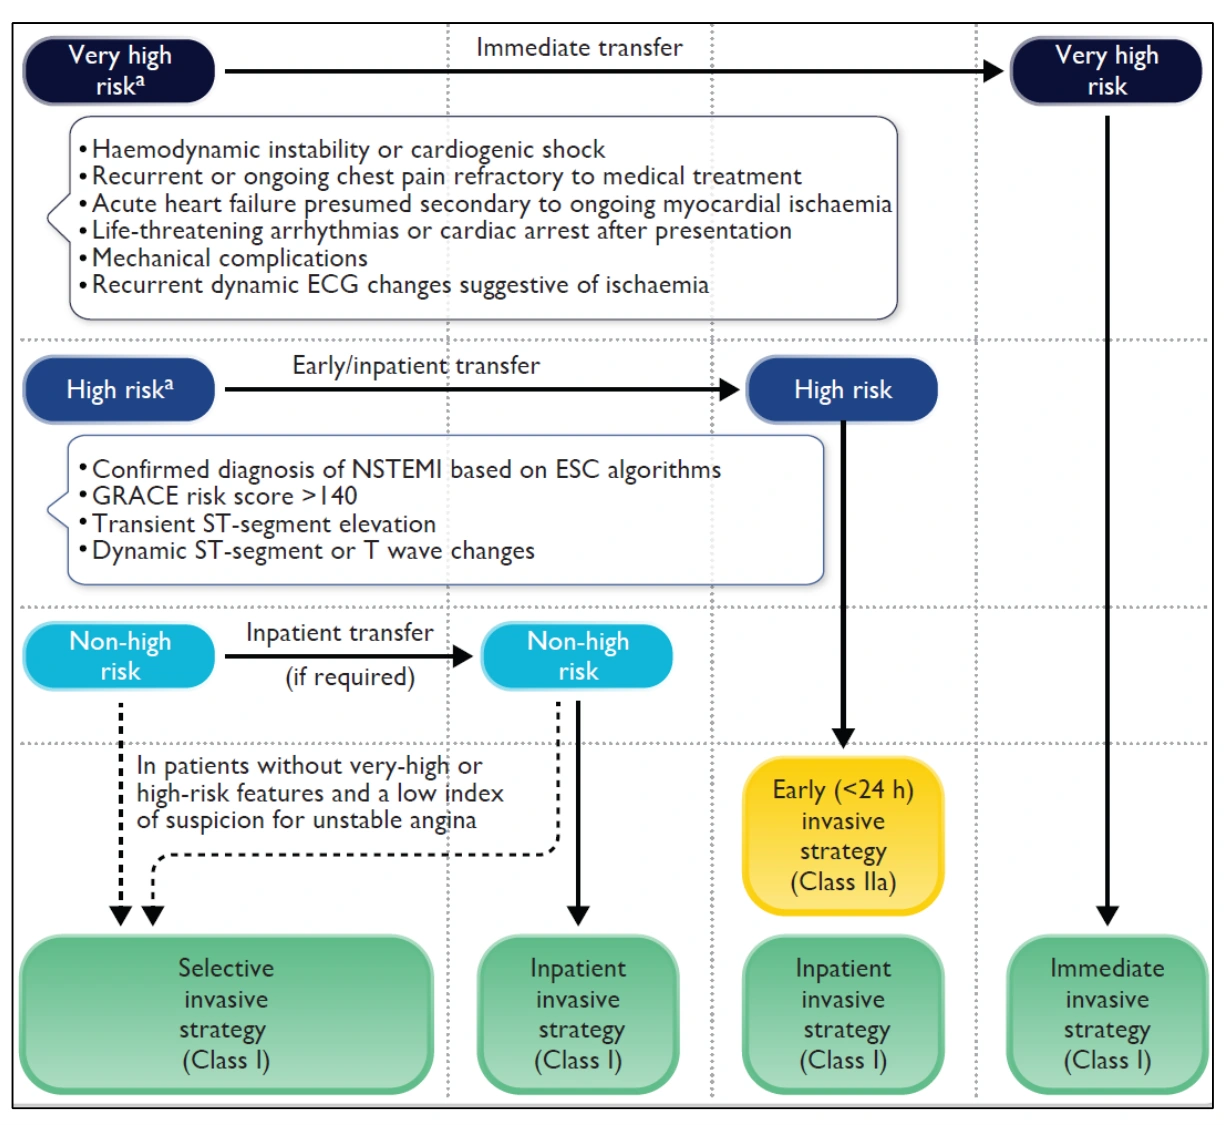 Very high
riskᵃ
Immediate transfer
Very high
risk
• Haemodynamic instability or cardiogenic shock
• Recurrent or ongoing chest pain refractory to medical treatment
• Acute heart failure presumed secondary to ongoing myocardial ischaemia
• Life-threatening arrhythmias or cardiac arrest after presentation
• Mechanical complications
• Recurrent dynamic ECG changes suggestive of ischaemia
High riskᵃ
Early/inpatient transfer
High risk
• Confirmed diagnosis of NSTEMI based on ESC algorithms
• GRACE risk score >140
• Transient ST-segment elevation
• Dynamic ST-segment or T wave changes
Non-high
risk
Inpatient transfer
(if required)
Non-high
risk
In patients without very-high or
high-risk features and a low index
of suspicion for unstable angina
Early (<24 h)
invasive
strategy
(Class IIa)
Selective
invasive
strategy
(Class I)
Inpatient
invasive
strategy
(Class I)
Inpatient
invasive
strategy
(Class I)
Immediate
invasive
strategy
(Class I)